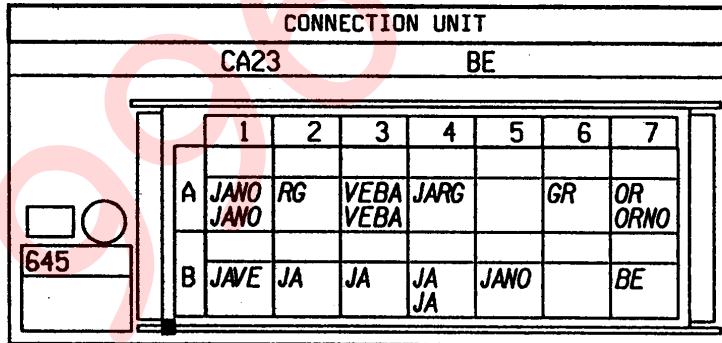 CONNECTION UNIT
CA23 BE
1 2 3 4 5 6 7
A JANO RG VEBA JARG GR OR
JANO VEBA ORNO
645
B JAVE JA JA JA JANO BE
JA